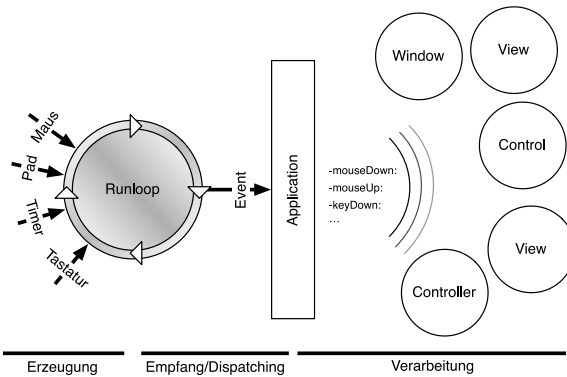 Maus
Pad
Timer
Tastatur
Runloop
Event
Application
-mouseDown:
-mouseUp:
-keyDown:
...
Window
View
Control
View
Controller
Erzeugung
Empfang/Dispatching
Verarbeitung